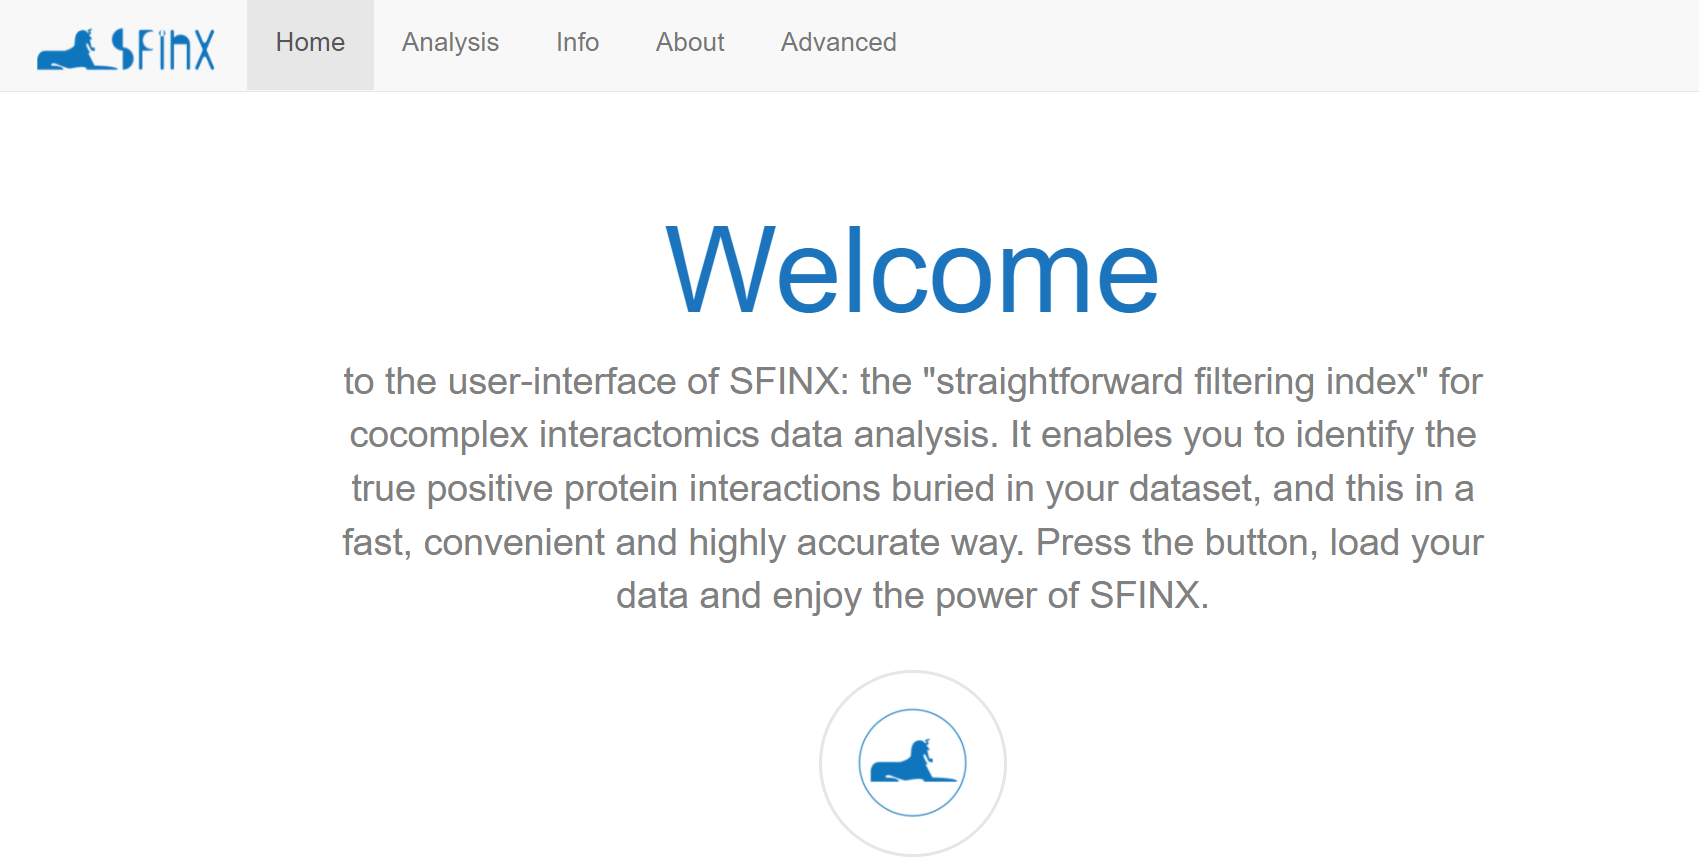 SFINX Home Analysis Info About Advanced
Welcome
to the user-interface of SFINX: the "straightforward filtering index" for
cocomplex interactomics data analysis. It enables you to identify the
true positive protein interactions buried in your dataset, and this in a
fast, convenient and highly accurate way. Press the button, load your
data and enjoy the power of SFINX.